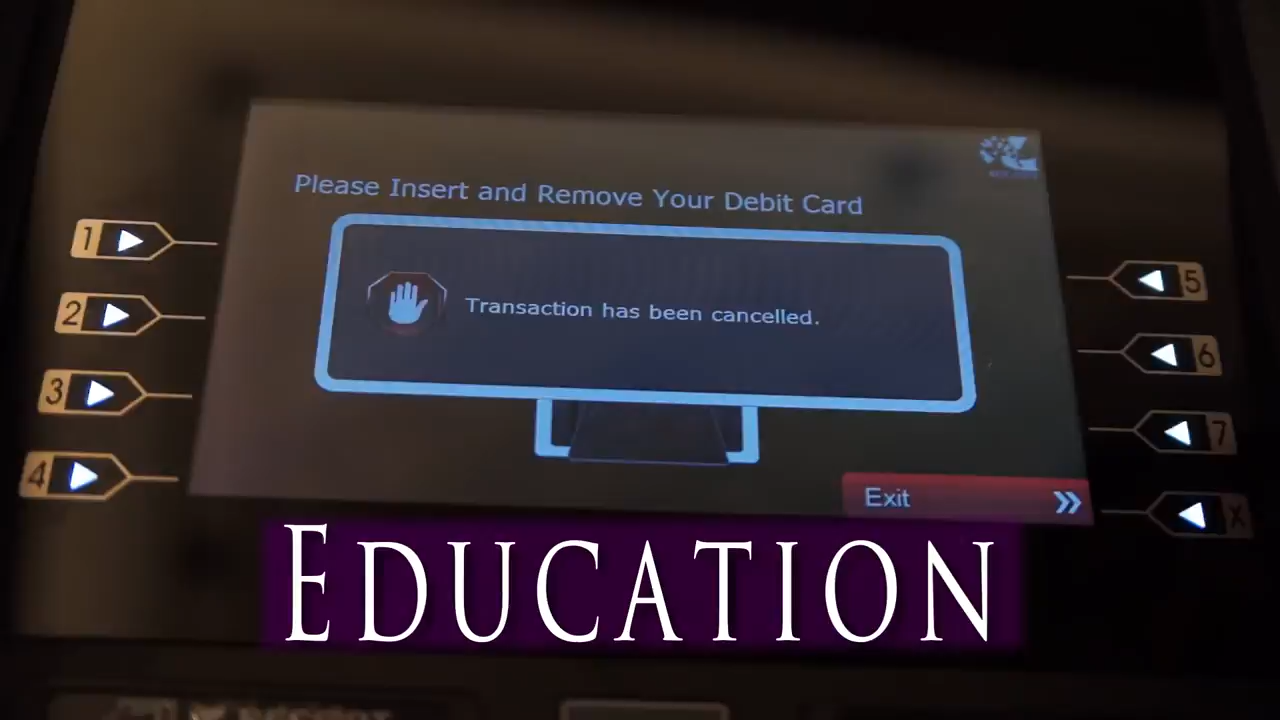 Please Insert and Remove Your Debit Card
1
Transaction has been cancelled.
5
2
6
3
7
4
Exit
X
EDUCATION